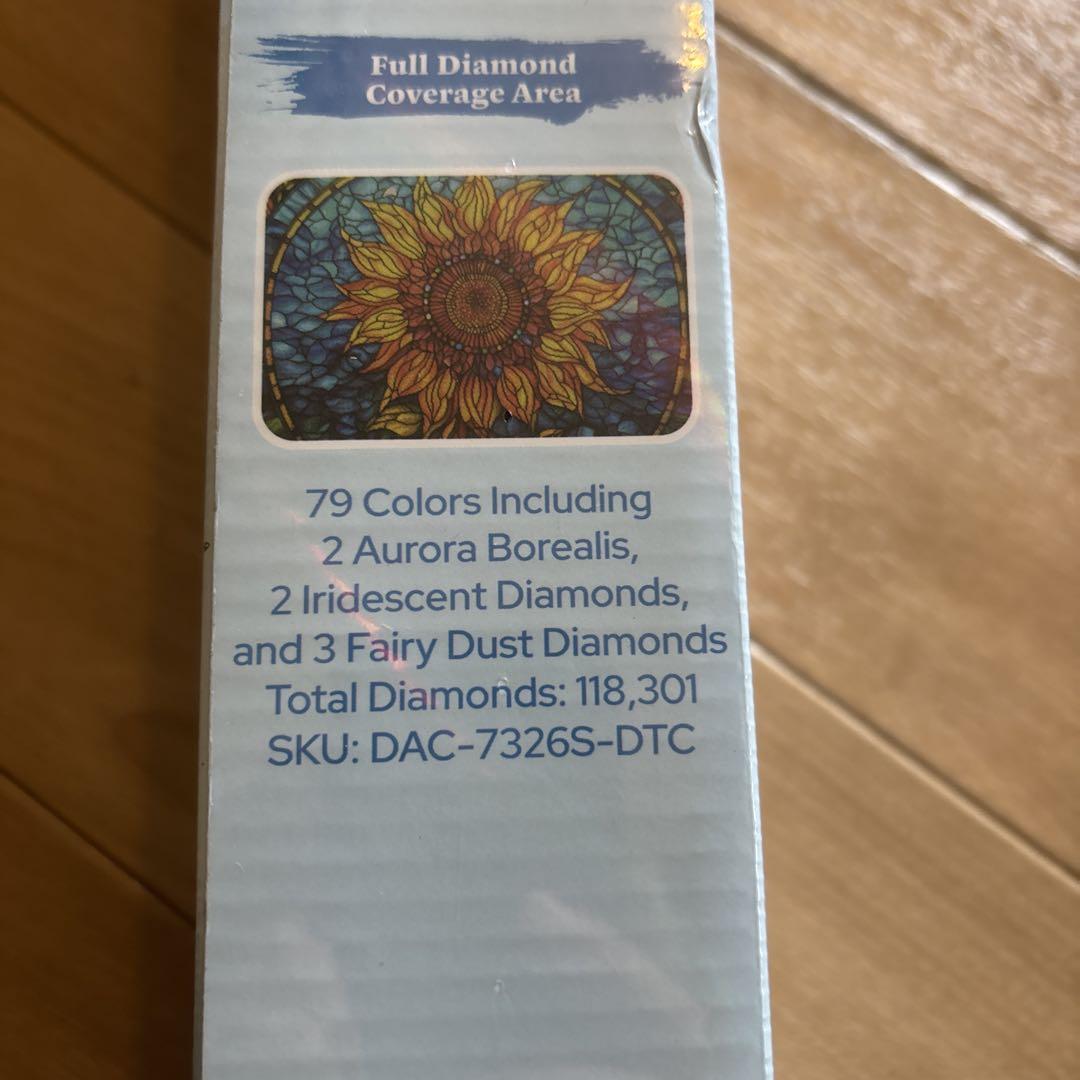 Full Diamond
Coverage Area
79 Colors Including
2 Aurora Borealis,
2 Iridescent Diamonds,
and 3 Fairy Dust Diamonds
Total Diamonds: 118,301
SKU: DAC-7326S-DTC